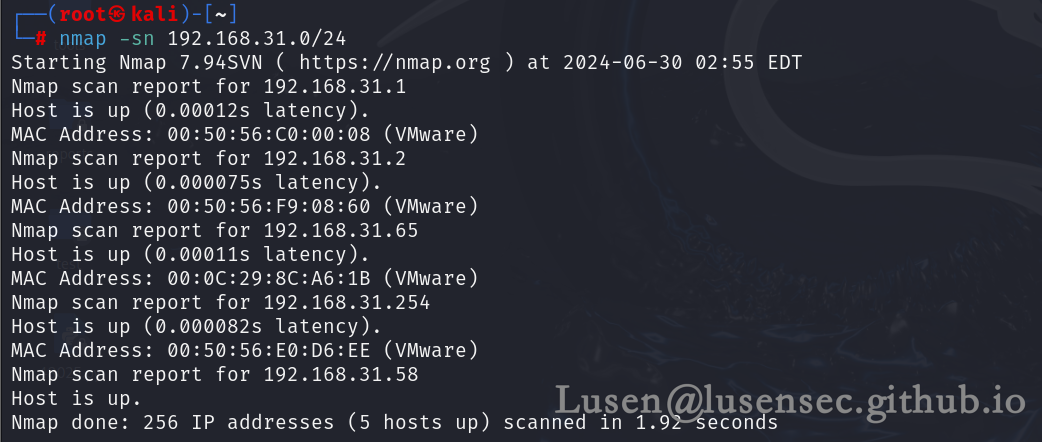 ┌──(root㉿kali)-[~]
└─# nmap -sn 192.168.31.0/24
Starting Nmap 7.94SVN ( https://nmap.org ) at 2024-06-30 02:55 EDT
Nmap scan report for 192.168.31.1
Host is up (0.00012s latency).
MAC Address: 00:50:56:C0:00:08 (VMware)
Nmap scan report for 192.168.31.2
Host is up (0.000075s latency).
MAC Address: 00:50:56:F9:08:60 (VMware)
Nmap scan report for 192.168.31.65
Host is up (0.00011s latency).
MAC Address: 00:0C:29:8C:A6:1B (VMware)
Nmap scan report for 192.168.31.254
Host is up (0.000082s latency).
MAC Address: 00:50:56:E0:D6:EE (VMware)
Nmap scan report for 192.168.31.58
Host is up.
Nmap done: 256 IP addresses (5 hosts up) scanned in 1.92 seconds
Lusen@lusensec.github.io